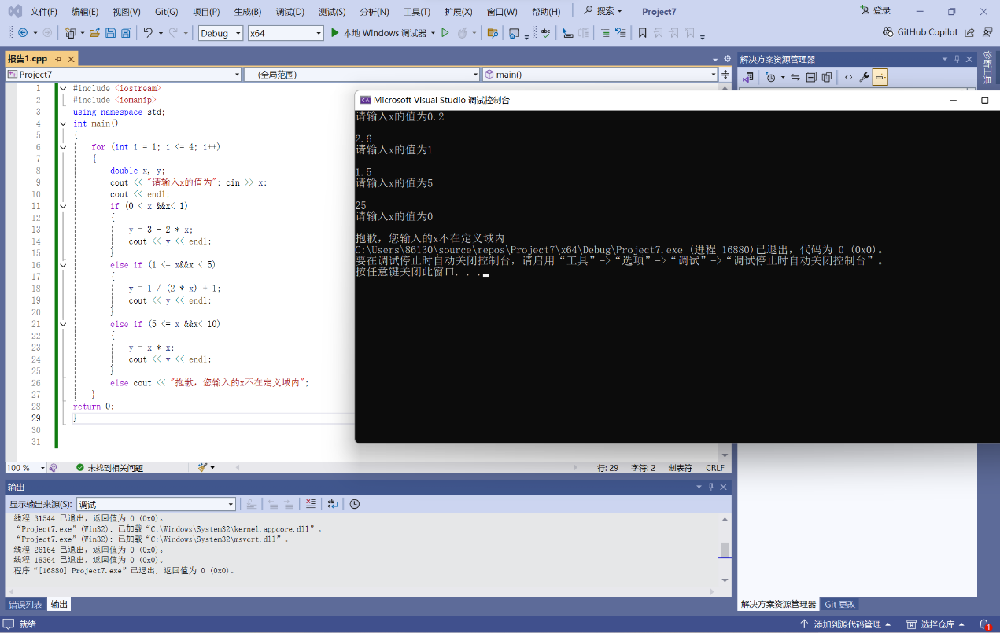 文件(F) 编辑(E) 视图(V) Git(G) 项目(P) 生成(B) 调试(D) 测试(S) 分析(N) 工具(T) 扩展(X) 窗口(W) 帮助(H) 搜索 Project7 登录
Debug x64 本地 Windows 调试器 abc GitHub Copilot
报告1.cpp
Project7 (全局范围) main()
1 #include <iostream>
2 #include <iomanip>
3 using namespace std;
4 int main()
5 {
6 for (int i = 1; i <= 4; i++)
7 {
8 double x, y;
9 cout << "请输入x的值为"; cin >> x;
10 cout << endl;
11 if (0 < x &&x< 1)
12 {
13 y = 3 - 2 * x;
14 cout << y << endl;
15 }
16 else if (1 <= x&&x < 5)
17 {
18 y = 1 / (2 * x) + 1;
19 cout << y << endl;
20 }
21 else if (5 <= x &&x< 10)
22 {
23 y = x * x;
24 cout << y << endl;
25 }
26 else cout << "抱歉，您输入的x不在定义域内";
27 }
28 return 0;
29 }
30
31
Microsoft Visual Studio 调试控制台
请输入x的值为0.2
2.6
请输入x的值为1
1.5
请输入x的值为5
25
请输入x的值为0
抱歉，您输入的x不在定义域内
C:\Users\86130\source\repos\Project7\x64\Debug\Project7.exe (进程 16880)已退出，代码为 0 (0x0)。
要在调试停止时自动关闭控制台，请启用“工具”->“选项”->“调试”->“调试停止时自动关闭控制台”。
按任意键关闭此窗口. . .
解决方案资源管理器
诊断工具
100 % 未找到相关问题 行: 29 字符: 2 制表符 CRLF
输出
显示输出来源(S): 调试
线程 31544 已退出，返回值为 0 (0x0)。
“Project7.exe”(Win32): 已加载“C:\Windows\System32\kernel.appcore.dll”。
“Project7.exe”(Win32): 已加载“C:\Windows\System32\msvcrt.dll”。
线程 26164 已退出，返回值为 0 (0x0)。
线程 18364 已退出，返回值为 0 (0x0)。
程序“[16880] Project7.exe”已退出，返回值为 0 (0x0)。
错误列表 输出
解决方案资源管理器 Git 更改
就绪 添加到源代码管理 选择仓库 1